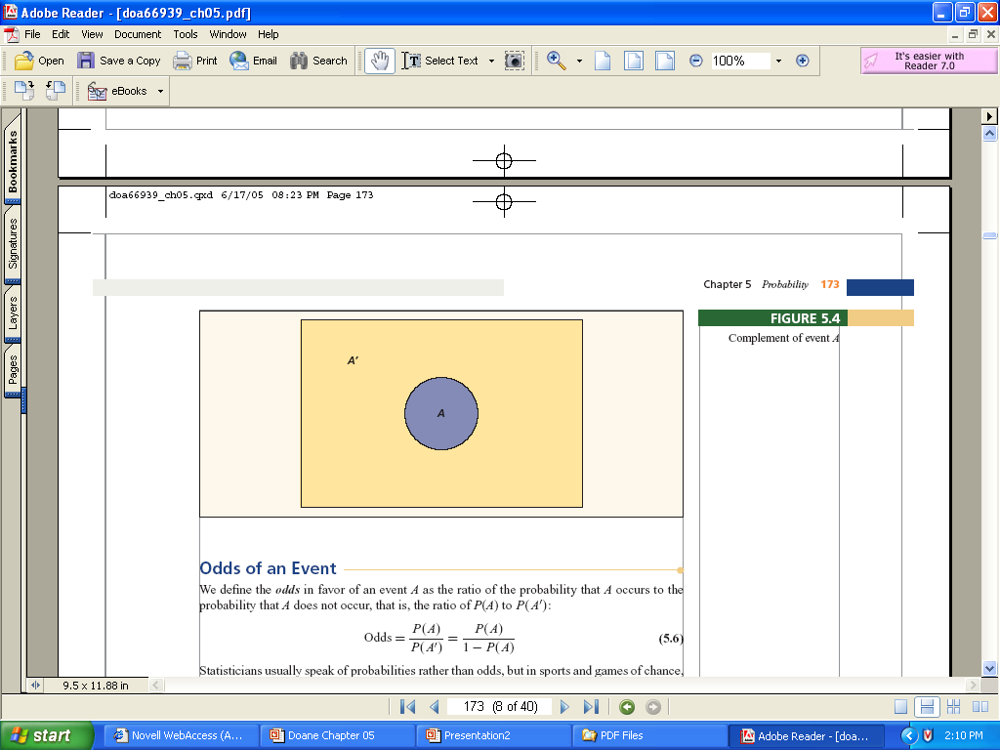 Adobe Reader - [doa66939_ch05.pdf]
File Edit View Document Tools Window Help
Open Save a Copy Print Email Search Select Text 100% It's easier with
Reader 7.0
eBooks
Bookmarks
Signatures
Layers
Pages
doa66939_ch05.qxd 6/17/05 08:23 PM Page 173
Chapter 5 Probability 173
FIGURE 5.4
Complement of event A
A′
A
Odds of an Event
We define the odds in favor of an event A as the ratio of the probability that A occurs to the
probability that A does not occur, that is, the ratio of P(A) to P(A′):
Odds = P(A) / P(A′) = P(A) / 1 − P(A) (5.6)
Statisticians usually speak of probabilities rather than odds, but in sports and games of chance,
9.5 x 11.88 in
173 (8 of 40)
start Novell WebAccess (A... Doane Chapter 05 Presentation2 PDF Files Adobe Reader - [doa... 2:10 PM